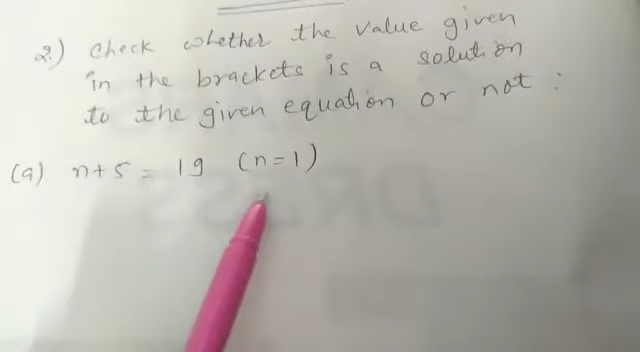 2.) Check whether the value given
in the brackets is a solution
to the given equation or not :
(a) n+5 = 19 (n=1)